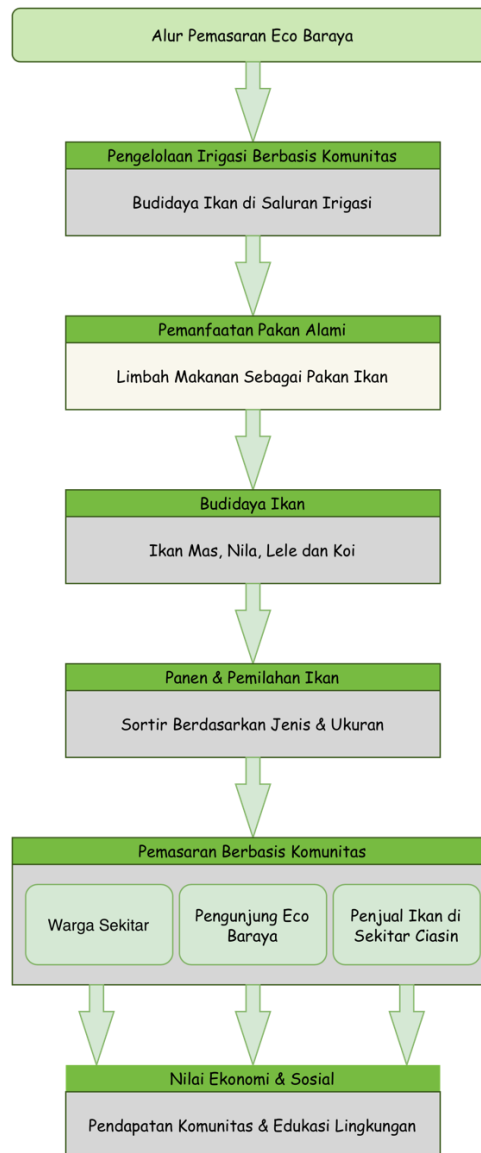 Alur Pemasaran Eco Baraya
Pengelolaan Irigasi Berbasis Komunitas
Budidaya Ikan di Saluran Irigasi
Pemanfaatan Pakan Alami
Limbah Makanan Sebagai Pakan Ikan
Budidaya Ikan
Ikan Mas, Nila, Lele dan Koi
Panen & Pemilahan Ikan
Sortir Berdasarkan Jenis & Ukuran
Pemasaran Berbasis Komunitas
Warga Sekitar
Pengunjung Eco
Baraya
Penjual Ikan di
Sekitar Ciasin
Nilai Ekonomi & Sosial
Pendapatan Komunitas & Edukasi Lingkungan